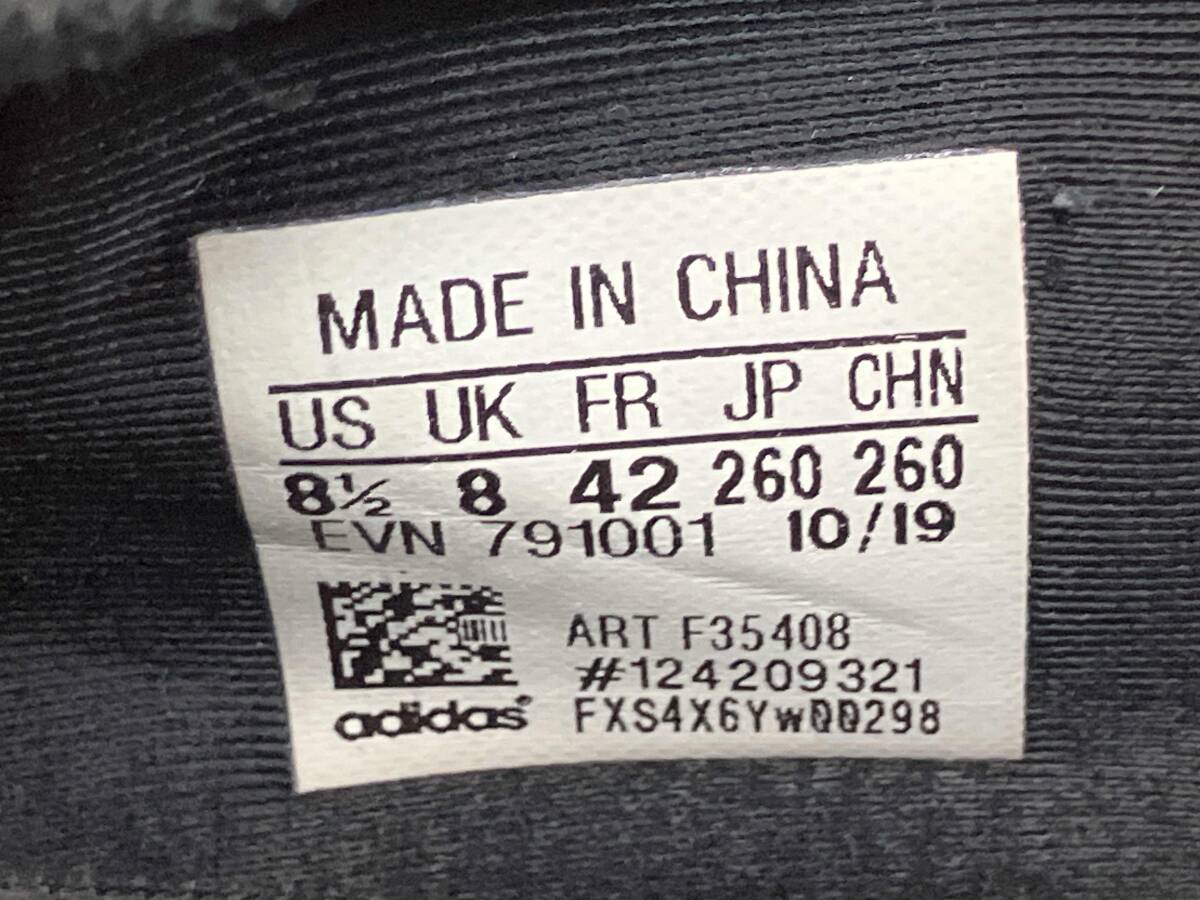 MADE IN CHINA
US UK FR JP CHN
8½ 8 42 260 260
EVN 791001 10/19
ART F35408
#124209321
adidas FXS4X6YW00298